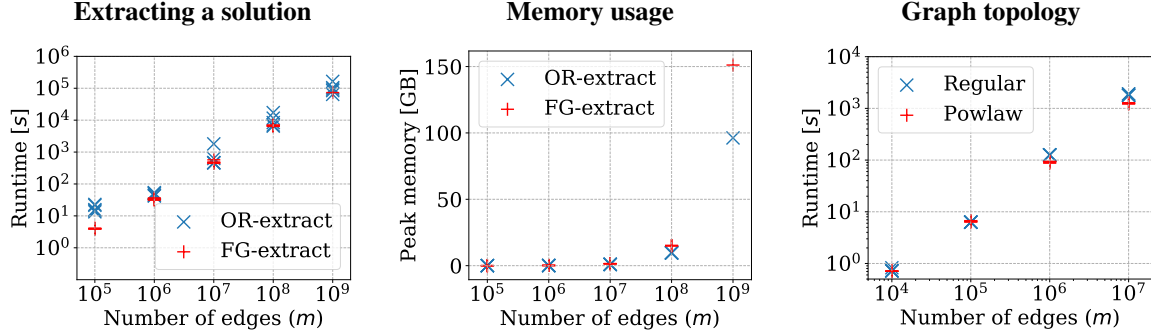 Extracting a solution
Runtime [s]
10^6
10^5
10^4
10^3
10^2
10^1
10^0
OR-extract
FG-extract
10^5 10^6 10^7 10^8 10^9
Number of edges (m)
Memory usage
Peak memory [GB]
150
100
50
0
OR-extract
FG-extract
10^5 10^6 10^7 10^8 10^9
Number of edges (m)
Graph topology
Runtime [s]
10^4
10^3
10^2
10^1
10^0
Regular
Powlaw
10^4 10^5 10^6 10^7
Number of edges (m)